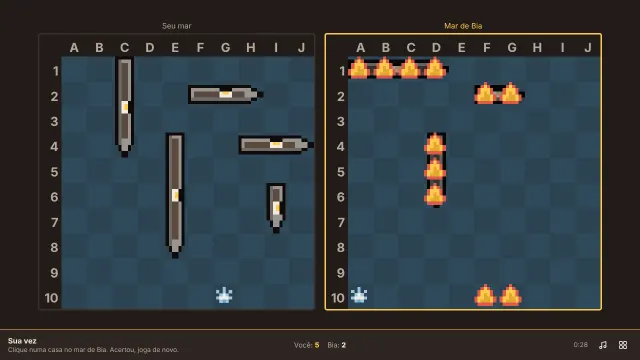 Seu mar
Mar de Bia
A B C D E F G H I J
A B C D E F G H I J
1 1
2 2
3 3
4 4
5 5
6 6
7 7
8 8
9 9
10 10
Sua vez
Clique numa casa no mar de Bia. Acertou, joga de novo.
Você: 5 Bia: 2
0:28